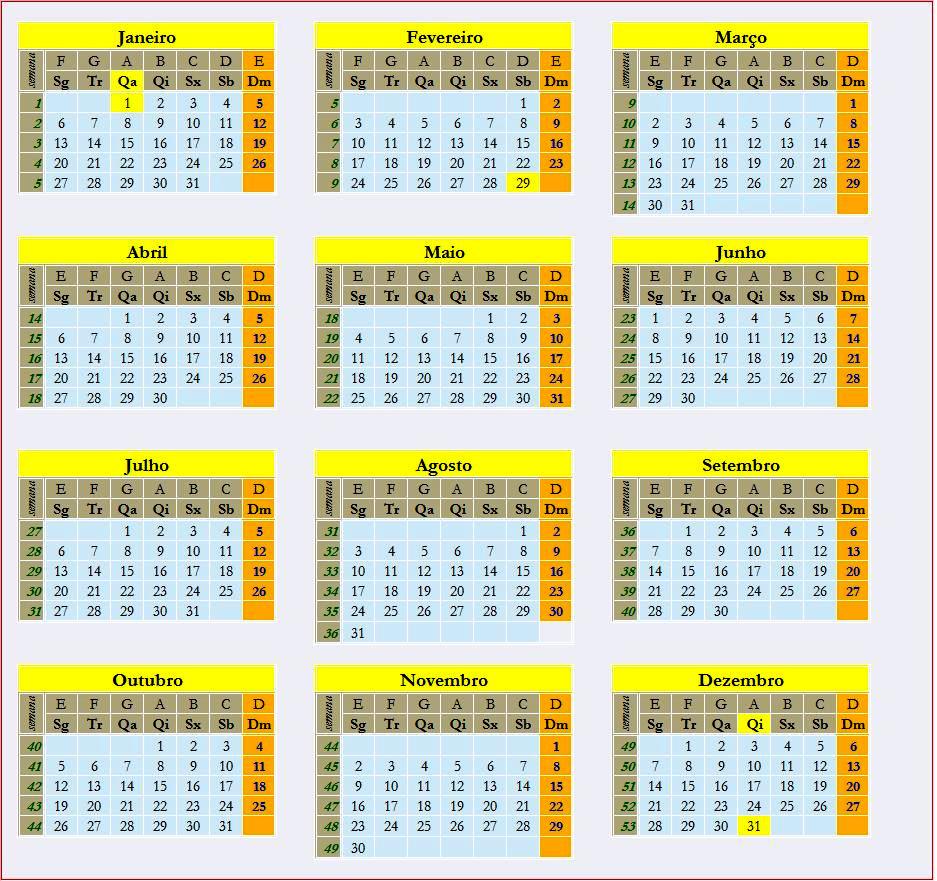 Janeiro
semana
F G A B C D E
Sg Tr Qa Qi Sx Sb Dm
1 1 2 3 4 5
2 6 7 8 9 10 11 12
3 13 14 15 16 17 18 19
4 20 21 22 23 24 25 26
5 27 28 29 30 31
Fevereiro
semana
F G A B C D E
Sg Tr Qa Qi Sx Sb Dm
5 1 2
6 3 4 5 6 7 8 9
7 10 11 12 13 14 15 16
8 17 18 19 20 21 22 23
9 24 25 26 27 28 29
Março
semana
E F G A B C D
Sg Tr Qa Qi Sx Sb Dm
9 1
10 2 3 4 5 6 7 8
11 9 10 11 12 13 14 15
12 16 17 18 19 20 21 22
13 23 24 25 26 27 28 29
14 30 31
Abril
semana
E F G A B C D
Sg Tr Qa Qi Sx Sb Dm
14 1 2 3 4 5
15 6 7 8 9 10 11 12
16 13 14 15 16 17 18 19
17 20 21 22 23 24 25 26
18 27 28 29 30
Maio
semana
E F G A B C D
Sg Tr Qa Qi Sx Sb Dm
18 1 2 3
19 4 5 6 7 8 9 10
20 11 12 13 14 15 16 17
21 18 19 20 21 22 23 24
22 25 26 27 28 29 30 31
Junho
semana
E F G A B C D
Sg Tr Qa Qi Sx Sb Dm
23 1 2 3 4 5 6 7
24 8 9 10 11 12 13 14
25 15 16 17 18 19 20 21
26 22 23 24 25 26 27 28
27 29 30
Julho
semana
E F G A B C D
Sg Tr Qa Qi Sx Sb Dm
27 1 2 3 4 5
28 6 7 8 9 10 11 12
29 13 14 15 16 17 18 19
30 20 21 22 23 24 25 26
31 27 28 29 30 31
Agosto
semana
E F G A B C D
Sg Tr Qa Qi Sx Sb Dm
31 1 2
32 3 4 5 6 7 8 9
33 10 11 12 13 14 15 16
34 17 18 19 20 21 22 23
35 24 25 26 27 28 29 30
36 31
Setembro
semana
E F G A B C D
Sg Tr Qa Qi Sx Sb Dm
36 1 2 3 4 5 6
37 7 8 9 10 11 12 13
38 14 15 16 17 18 19 20
39 21 22 23 24 25 26 27
40 28 29 30
Outubro
semana
E F G A B C D
Sg Tr Qa Qi Sx Sb Dm
40 1 2 3 4
41 5 6 7 8 9 10 11
42 12 13 14 15 16 17 18
43 19 20 21 22 23 24 25
44 26 27 28 29 30 31
Novembro
semana
E F G A B C D
Sg Tr Qa Qi Sx Sb Dm
44 1
45 2 3 4 5 6 7 8
46 9 10 11 12 13 14 15
47 16 17 18 19 20 21 22
48 23 24 25 26 27 28 29
49 30
Dezembro
semana
E F G A B C D
Sg Tr Qa Qi Sx Sb Dm
49 1 2 3 4 5 6
50 7 8 9 10 11 12 13
51 14 15 16 17 18 19 20
52 21 22 23 24 25 26 27
53 28 29 30 31